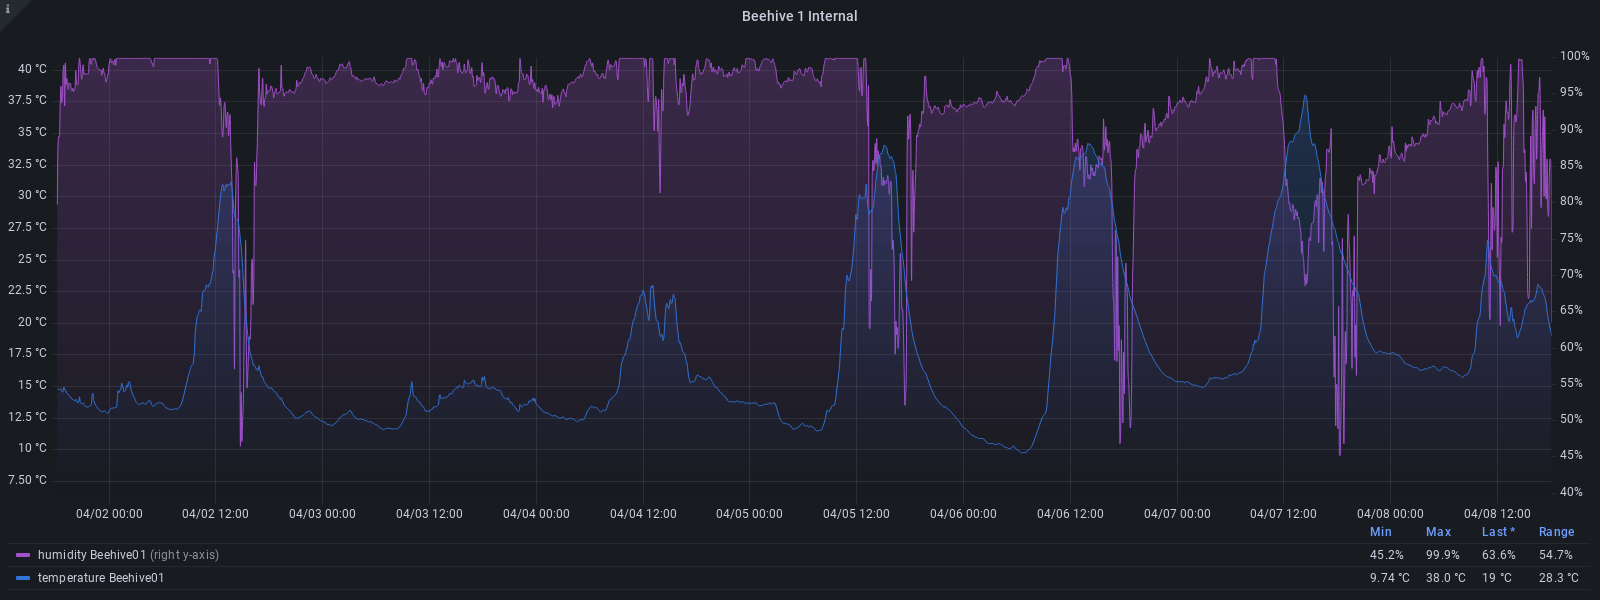 i
Beehive 1 Internal
40 °C
37.5 °C
35 °C
32.5 °C
30 °C
27.5 °C
25 °C
22.5 °C
20 °C
17.5 °C
15 °C
12.5 °C
10 °C
7.50 °C
100%
95%
90%
85%
80%
75%
70%
65%
60%
55%
50%
45%
40%
04/02 00:00 04/02 12:00 04/03 00:00 04/03 12:00 04/04 00:00 04/04 12:00 04/05 00:00 04/05 12:00 04/06 00:00 04/06 12:00 04/07 00:00 04/07 12:00 04/08 00:00 04/08 12:00
Min Max Last * Range
humidity Beehive01 (right y-axis) 45.2% 99.9% 63.6% 54.7%
temperature Beehive01 9.74 °C 38.0 °C 19 °C 28.3 °C